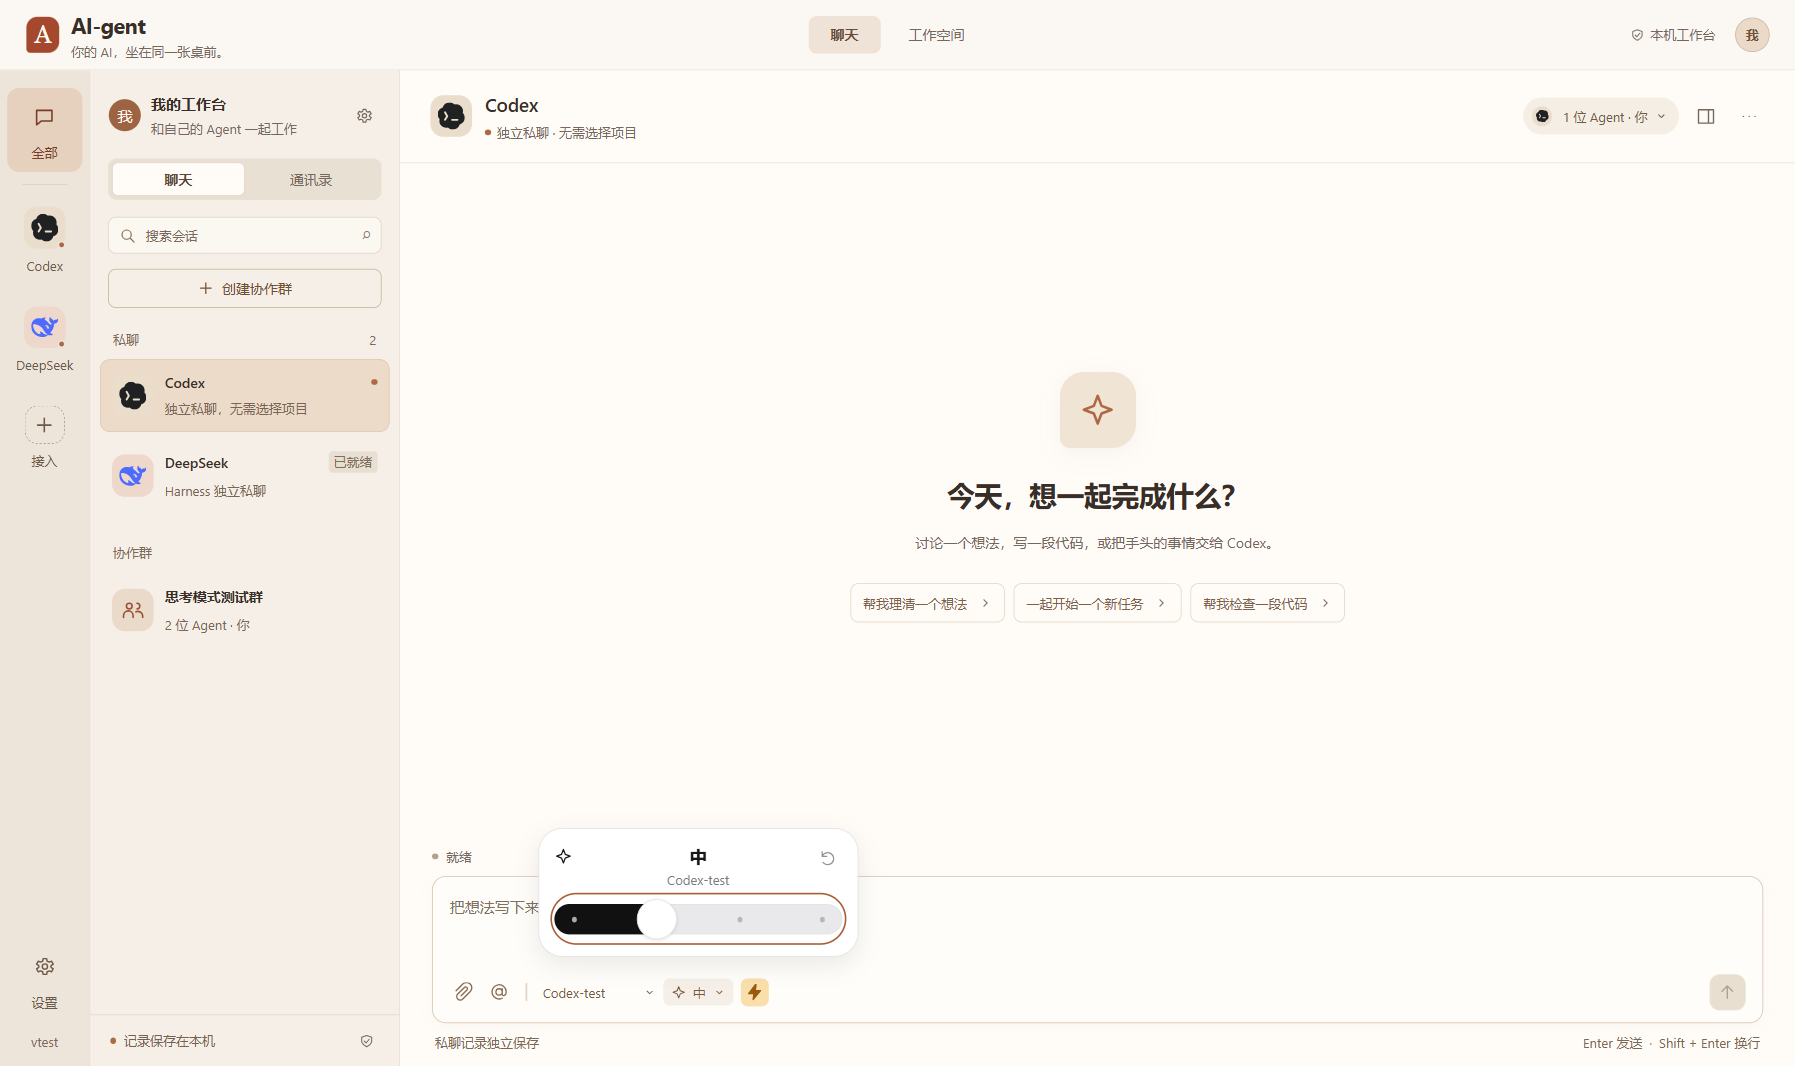 A
AI-gent
你的 AI，坐在同一张桌前。
聊天
工作空间
本机工作台
我
全部
Codex
DeepSeek
接入
设置
vtest
我
我的工作台
和自己的 Agent 一起工作
聊天
通讯录
搜索会话
创建协作群
私聊
2
Codex
独立私聊，无需选择项目
DeepSeek
已就绪
Harness 独立私聊
协作群
思考模式测试群
2 位 Agent · 你
记录保存在本机
Codex
独立私聊 · 无需选择项目
1 位 Agent · 你
今天，想一起完成什么？
讨论一个想法，写一段代码，或把手头的事情交给 Codex。
帮我理清一个想法
一起开始一个新任务
帮我检查一段代码
就绪
中
Codex-test
把想法写下来
Codex-test
中
私聊记录独立保存
Enter 发送 · Shift + Enter 换行